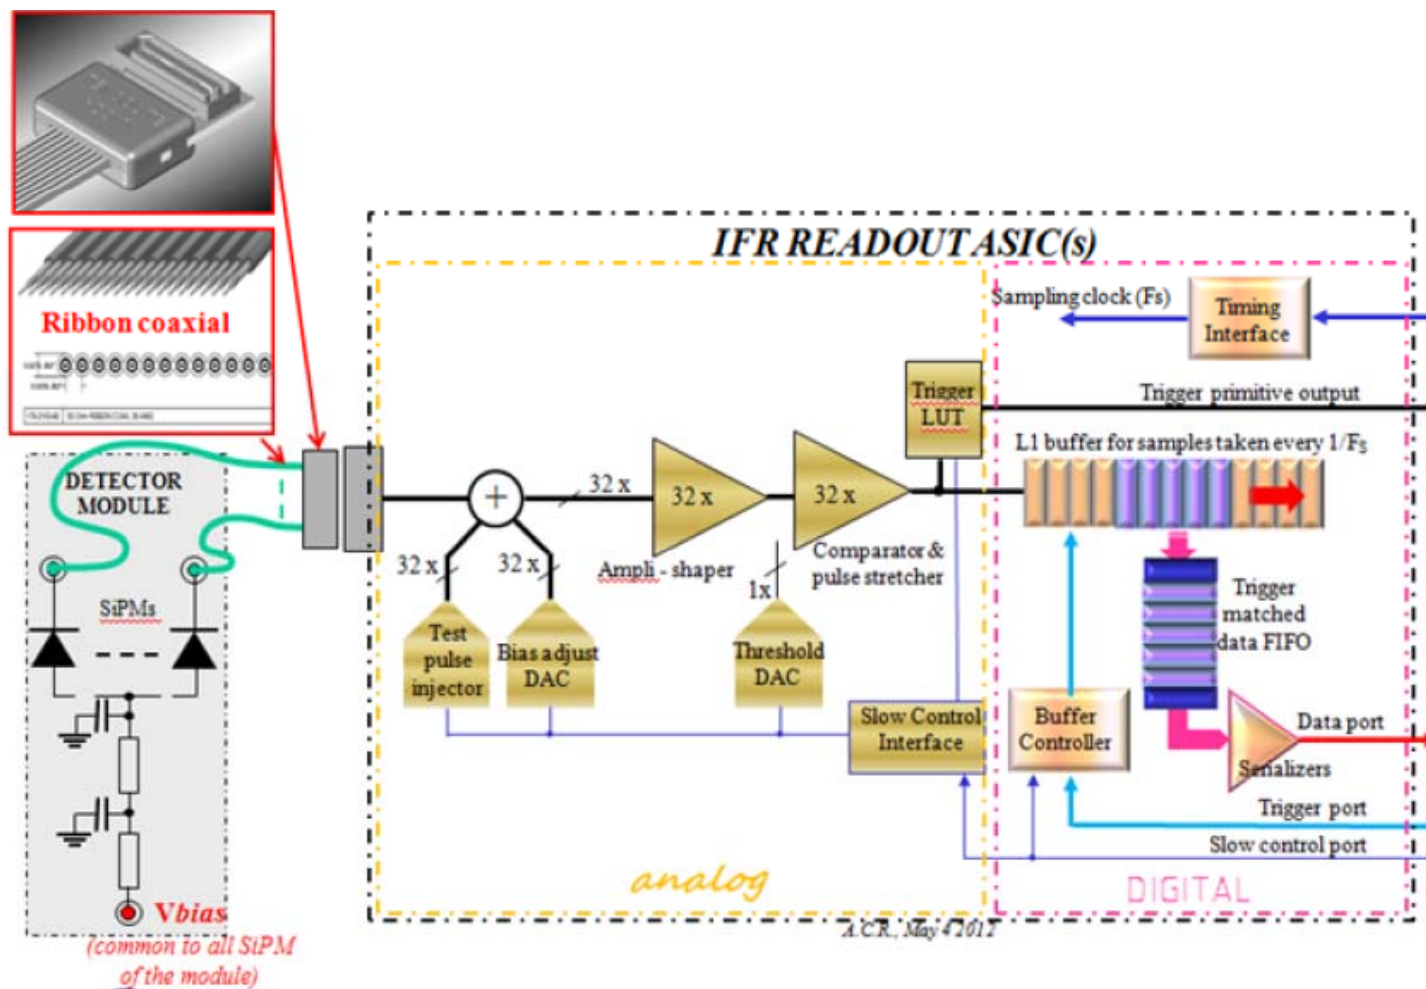 IFR READOUT ASIC(s)
Ribbon coaxial
Sampling clock (Fs)
Timing
Interface
Trigger
LUT
Trigger primitive output
L1 buffer for samples taken every 1/FS
DETECTOR
MODULE
+
32 x
32 x
32 x
Comparator &
pulse stretcher
Ampli - shaper
32 x
32 x
1x
SiPMs
Trigger
matched
data FIFO
Test
pulse
injector
Bias adjust
DAC
Threshold
DAC
Slow Control
Interface
Buffer
Controller
Data port
Serializers
Trigger port
Slow control port
analog
DIGITAL
Vbias
(common to all SiPM
of the module)
A.C.R., May 4 2012